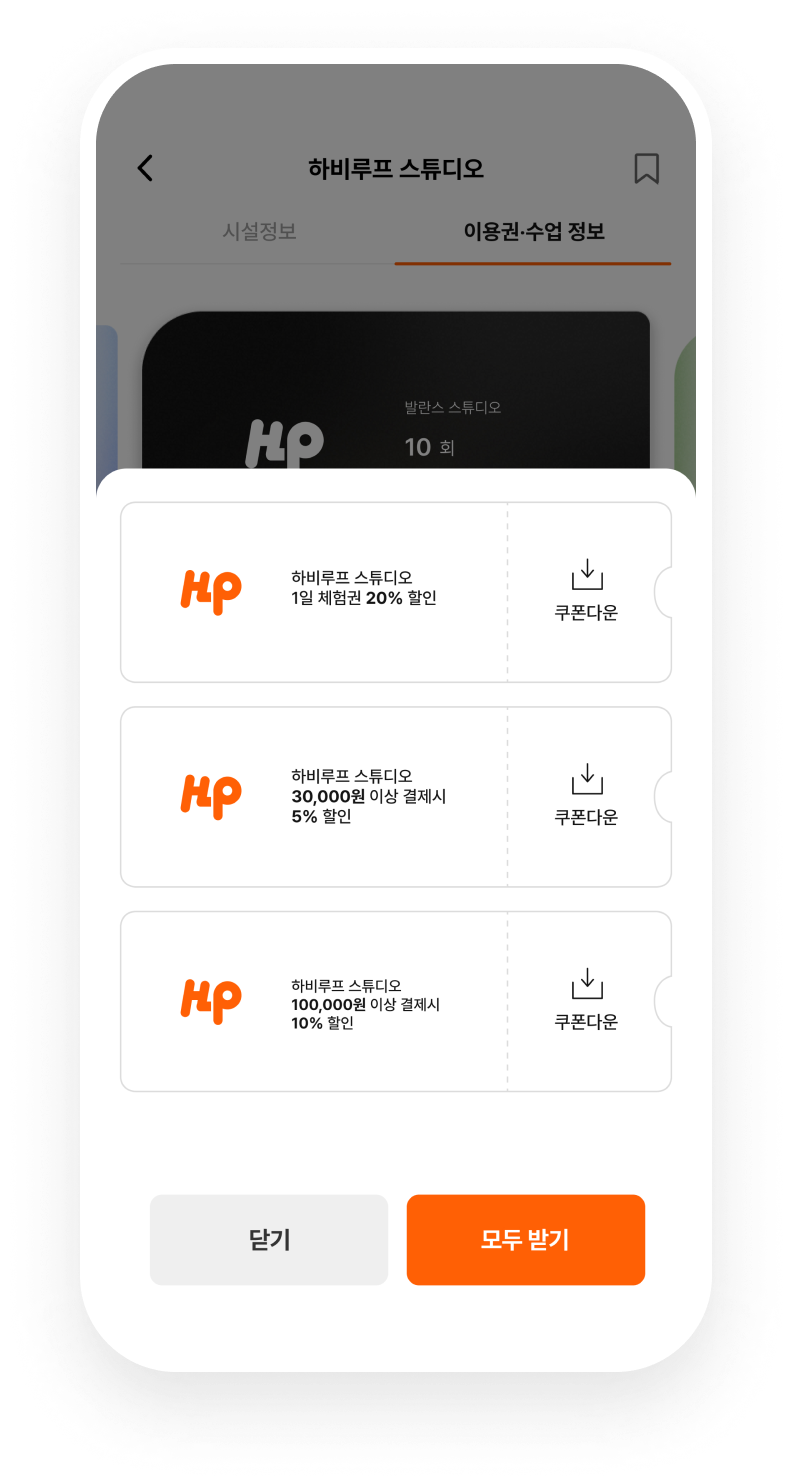 하비루프 스튜디오
시설정보
이용권·수업 정보
발란스 스튜디오
Hp
10 회
Hp
하비루프 스튜디오
1일 체험권 20% 할인
쿠폰다운
Hp
하비루프 스튜디오
30,000원 이상 결제시
5% 할인
쿠폰다운
Hp
하비루프 스튜디오
100,000원 이상 결제시
10% 할인
쿠폰다운
닫기
모두 받기